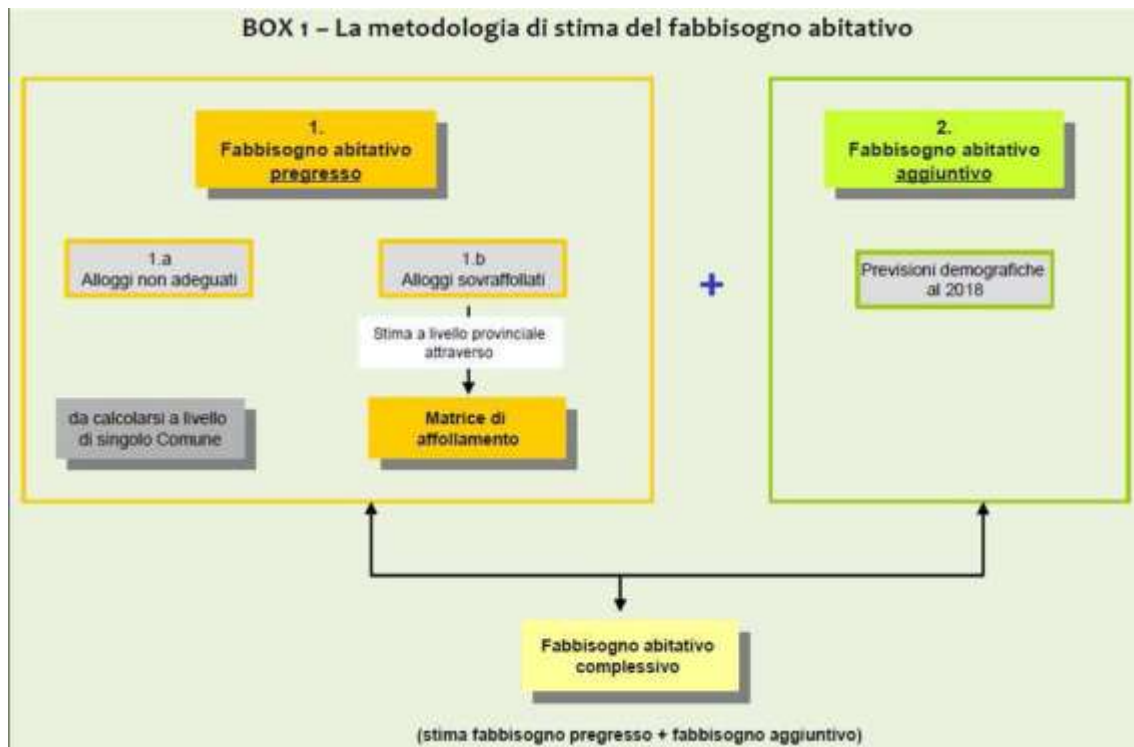 BOX 1 – La metodologia di stima del fabbisogno abitativo
1.
Fabbisogno abitativo
pregresso
2.
Fabbisogno abitativo
aggiuntivo
1.a
Alloggi non adeguati
1.b
Alloggi sovraffollati
+
Previsioni demografiche
al 2018
Stima a livello provinciale
attraverso
da calcolarsi a livello
di singolo Comune
Matrice di
affollamento
Fabbisogno abitativo
complessivo
(stima fabbisogno pregresso + fabbisogno aggiuntivo)